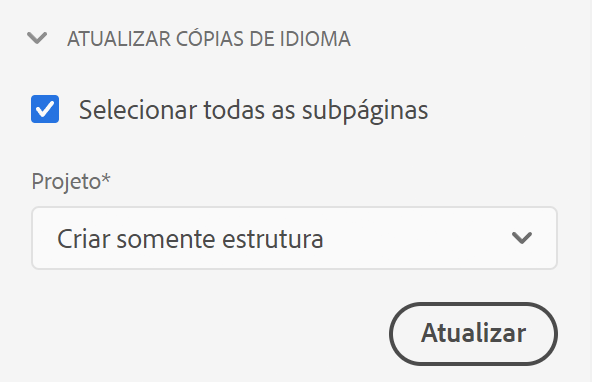 ATUALIZAR CÓPIAS DE IDIOMA
Selecionar todas as subpáginas
Projeto*
Criar somente estrutura
Atualizar